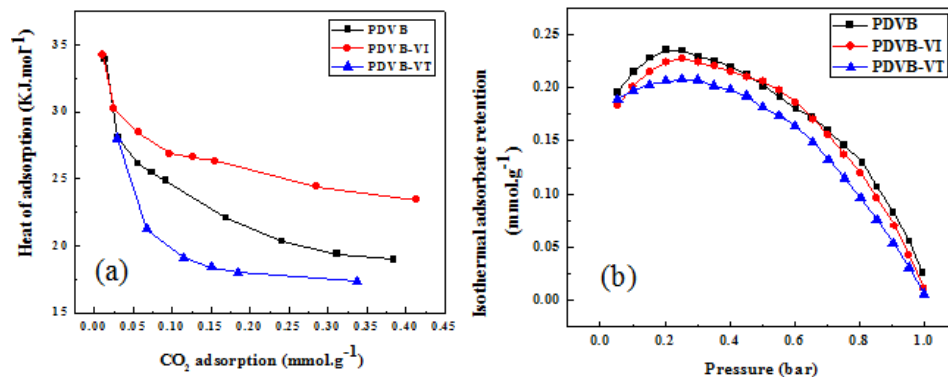 Heat of adsorption (KJ.mol⁻¹)
35
30
25
20
15
0.00 0.05 0.10 0.15 0.20 0.25 0.30 0.35 0.40 0.45
CO₂ adsorption (mmol.g⁻¹)
PDVB
PDVB-VI
PDVB-VT
(a)
Isothermal adsorbate retention
(mmol.g⁻¹)
0.25
0.20
0.15
0.10
0.05
0.00
0.0 0.2 0.4 0.6 0.8 1.0
Pressure (bar)
PDVB
PDVB-VI
PDVB-VT
(b)